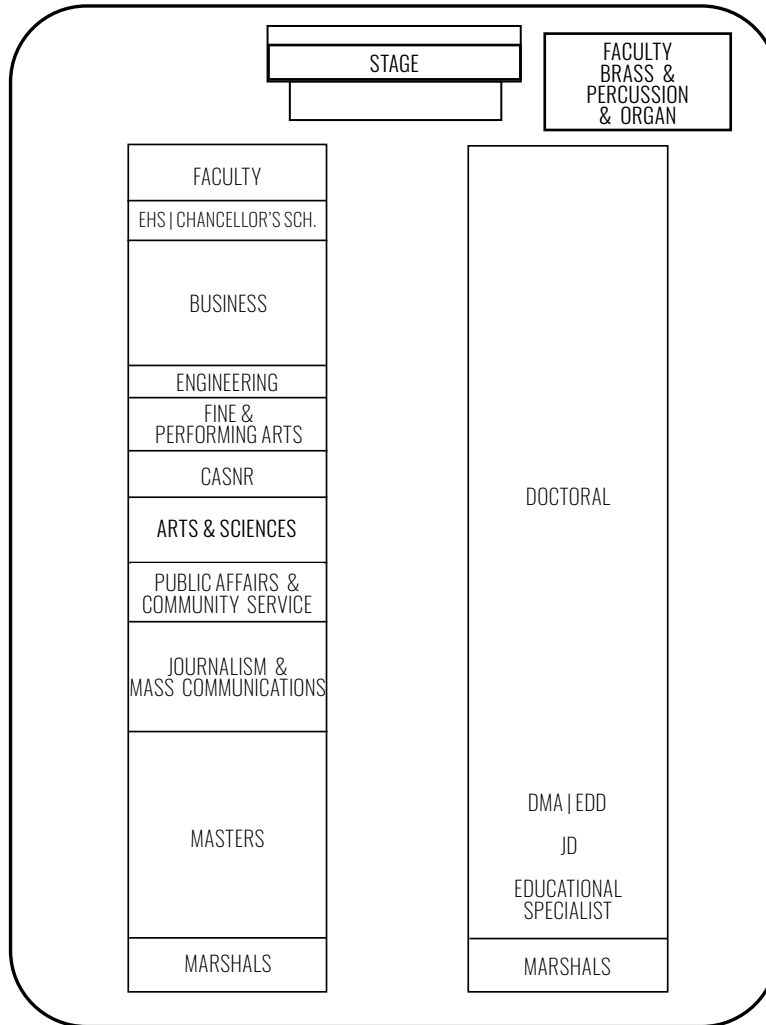 STAGE
FACULTY
BRASS &
PERCUSSION
& ORGAN
FACULTY
EHS | CHANCELLOR'S SCH.
BUSINESS
ENGINEERING
FINE &
PERFORMING ARTS
CASNR
ARTS & SCIENCES
PUBLIC AFFAIRS &
COMMUNITY SERVICE
JOURNALISM &
MASS COMMUNICATIONS
MASTERS
MARSHALS
DOCTORAL
DMA | EDD
JD
EDUCATIONAL
SPECIALIST
MARSHALS